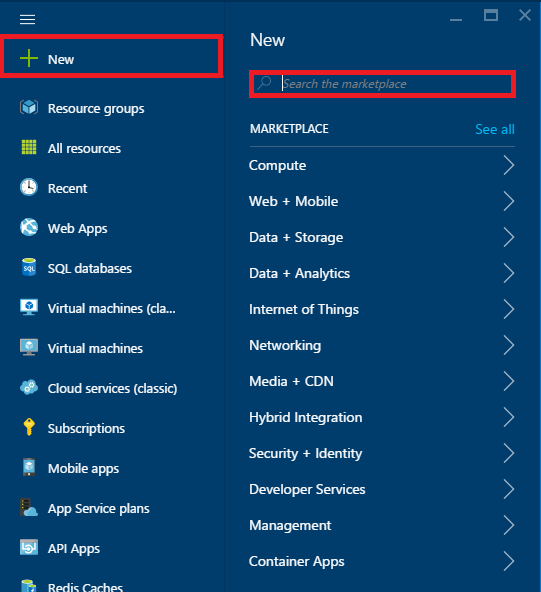 New
Resource groups
All resources
Recent
Web Apps
SQL databases
Virtual machines (cla...
Virtual machines
Cloud services (classic)
Subscriptions
Mobile apps
App Service plans
API Apps
Redis Caches
New
Search the marketplace
MARKETPLACE See all
Compute
Web + Mobile
Data + Storage
Data + Analytics
Internet of Things
Networking
Media + CDN
Hybrid Integration
Security + Identity
Developer Services
Management
Container Apps